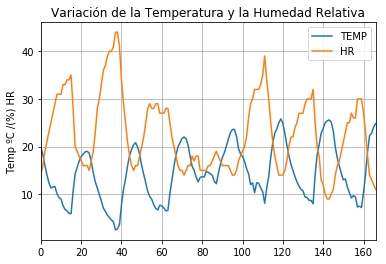 Variación de la Temperatura y la Humedad Relativa
TEMP
HR
Temp ºC /(%) HR
40
30
20
10
0 20 40 60 80 100 120 140 160